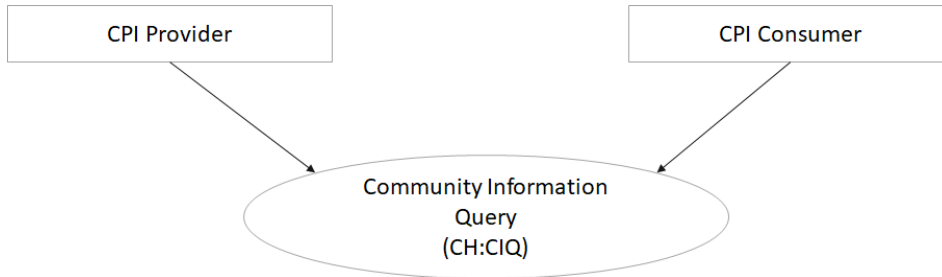 CPI Provider
CPI Consumer
Community Information
Query
(CH:CIQ)